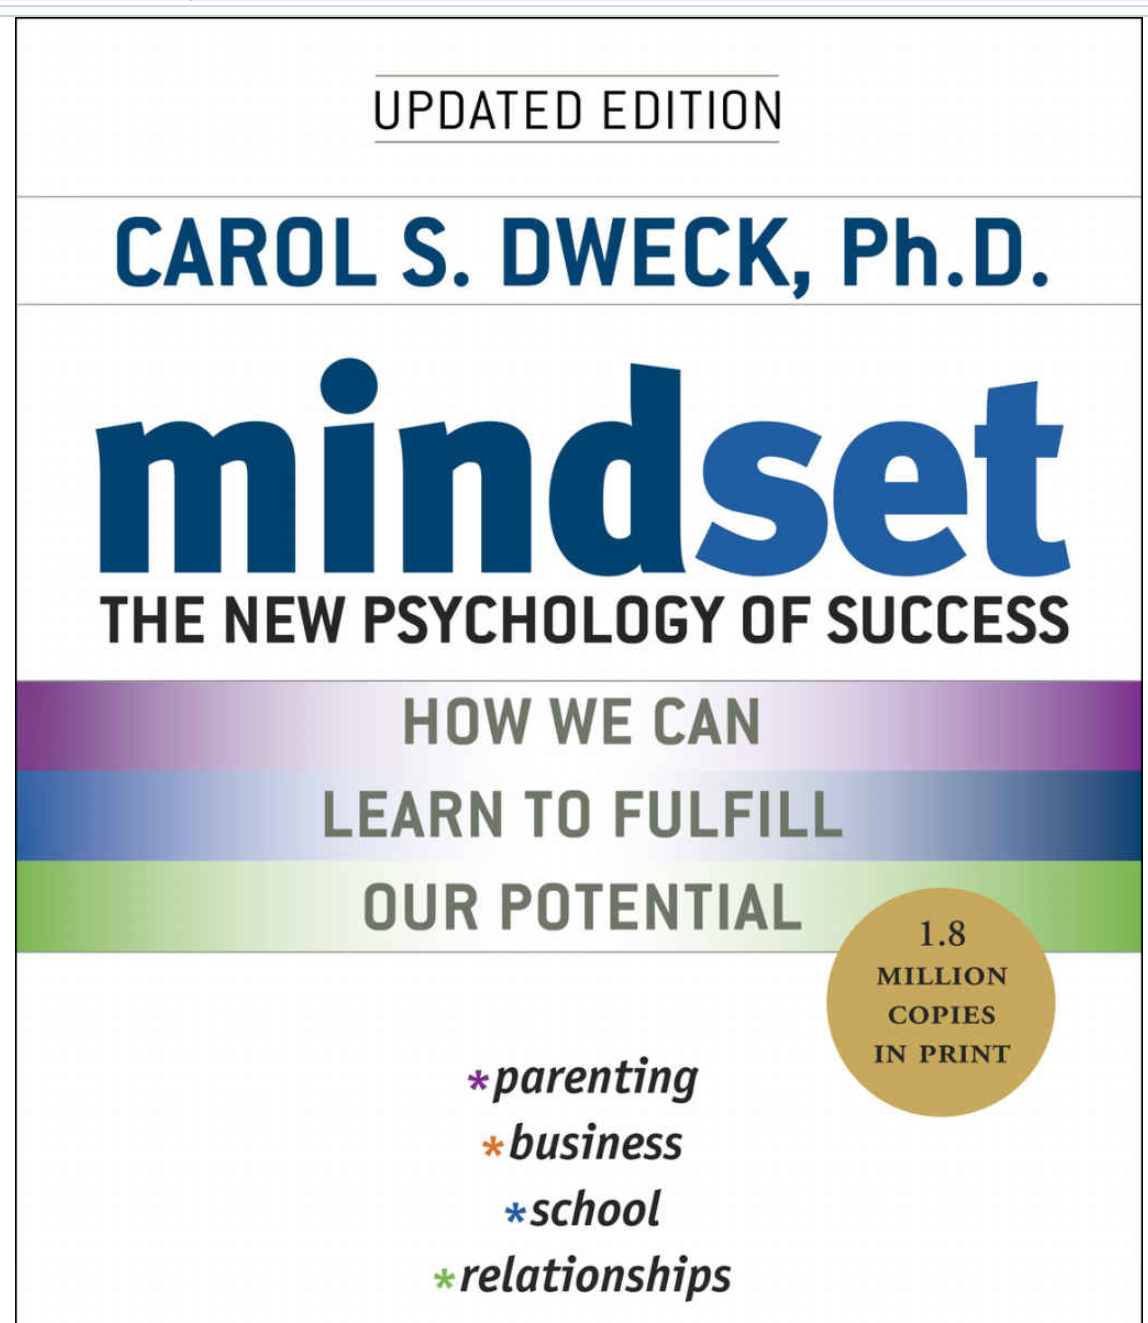 UPDATED EDITION
CAROL S. DWECK, Ph.D.
mindset
THE NEW PSYCHOLOGY OF SUCCESS
HOW WE CAN
LEARN TO FULFILL
OUR POTENTIAL
1.8
MILLION
COPIES
IN PRINT
*parenting
*business
*school
*relationships